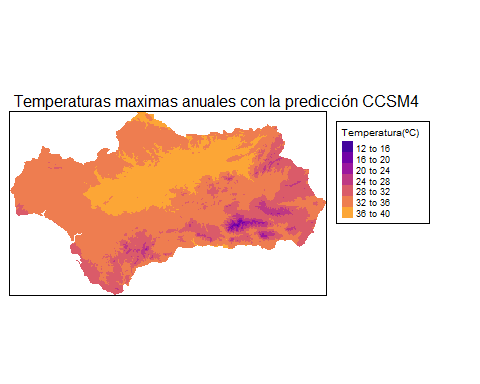 Temperaturas maximas anuales con la predicción CCSM4
Temperatura(ºC)
12 to 16
16 to 20
20 to 24
24 to 28
28 to 32
32 to 36
36 to 40